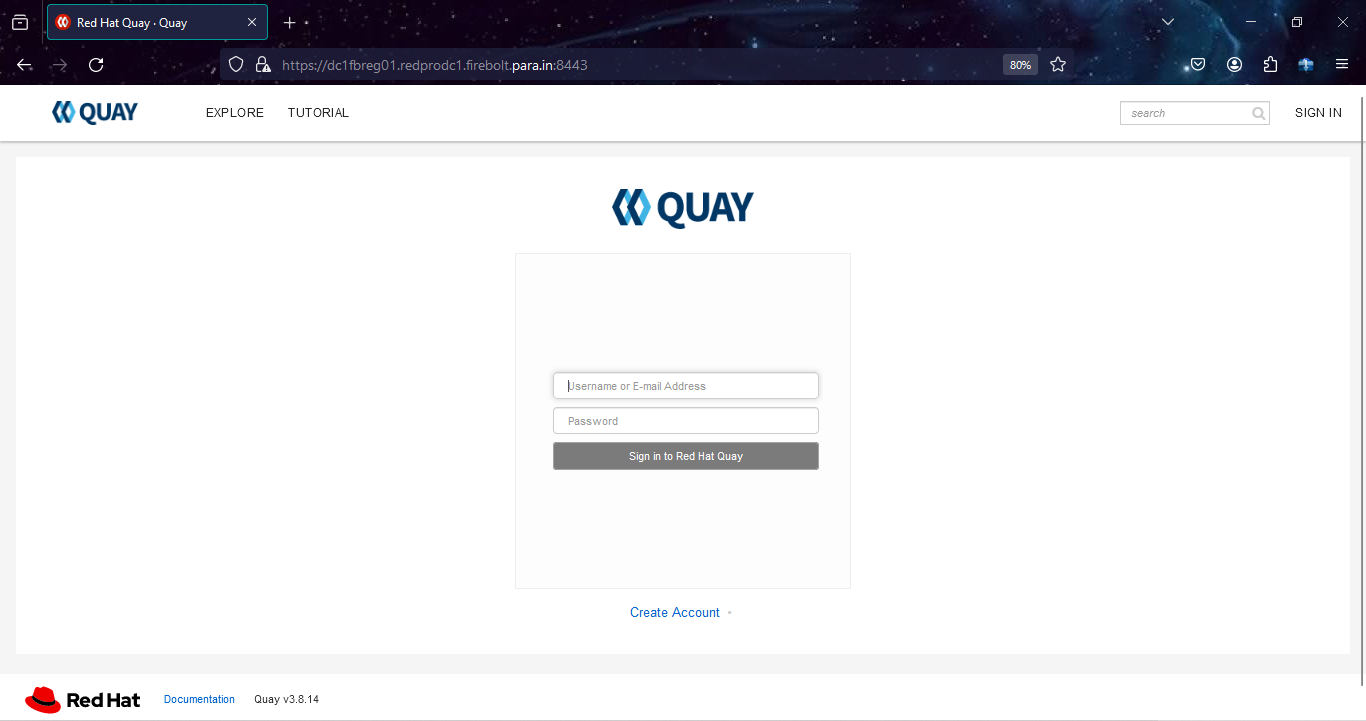 Red Hat Quay · Quay
https://dc1fbreg01.redprodc1.firebolt.para.in:8443
80%
QUAY
EXPLORE
TUTORIAL
search
SIGN IN
QUAY
Username or E-mail Address
Password
Sign in to Red Hat Quay
Create Account
Red Hat
Documentation
Quay v3.8.14